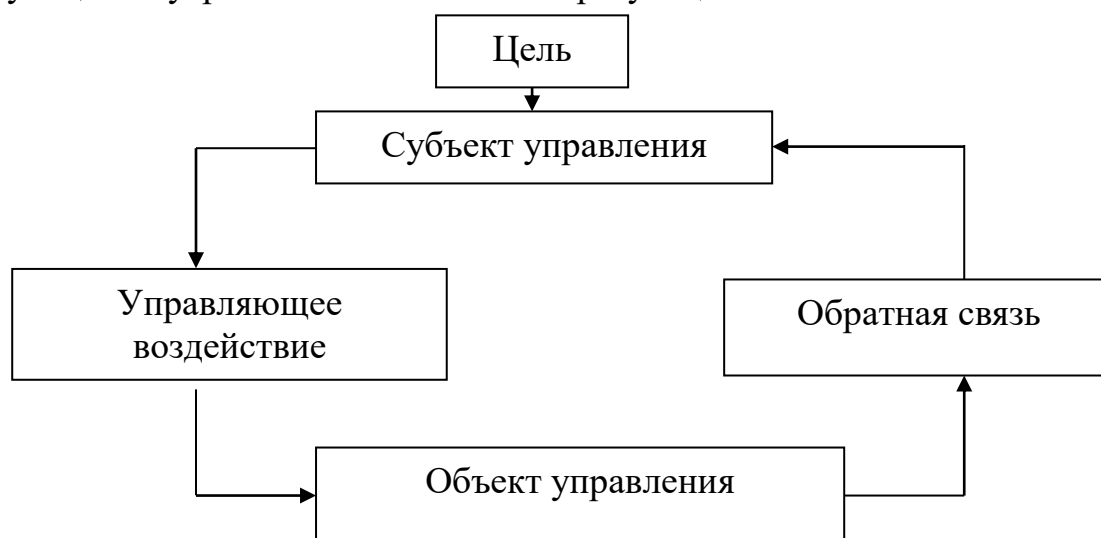 Цель
Субъект управления
Управляющее
воздействие
Обратная связь
Объект управления